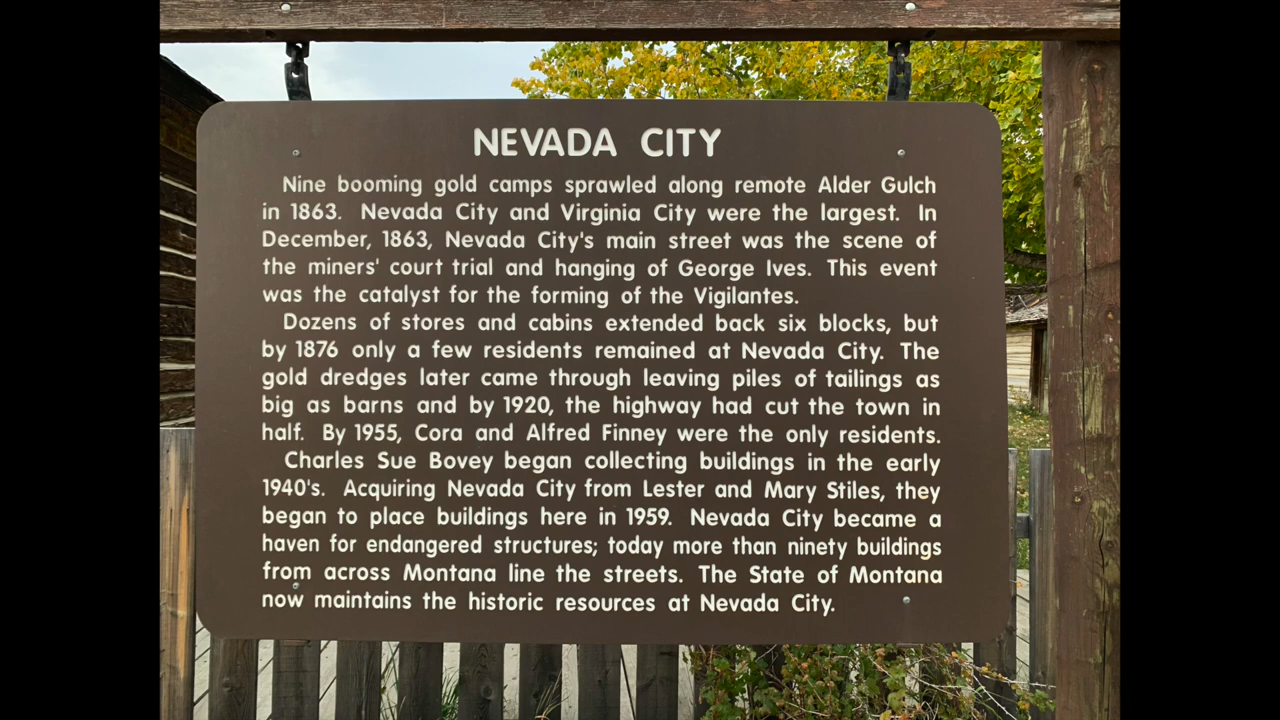 NEVADA CITY
Nine booming gold camps sprawled along remote Alder Gulch
in 1863. Nevada City and Virginia City were the largest. In
December, 1863, Nevada City's main street was the scene of
the miners' court trial and hanging of George Ives. This event
was the catalyst for the forming of the Vigilantes.
Dozens of stores and cabins extended back six blocks, but
by 1876 only a few residents remained at Nevada City. The
gold dredges later came through leaving piles of tailings as
big as barns and by 1920, the highway had cut the town in
half. By 1955, Cora and Alfred Finney were the only residents.
Charles Sue Bovey began collecting buildings in the early
1940's. Acquiring Nevada City from Lester and Mary Stiles, they
began to place buildings here in 1959. Nevada City became a
haven for endangered structures; today more than ninety buildings
from across Montana line the streets. The State of Montana
now maintains the historic resources at Nevada City.